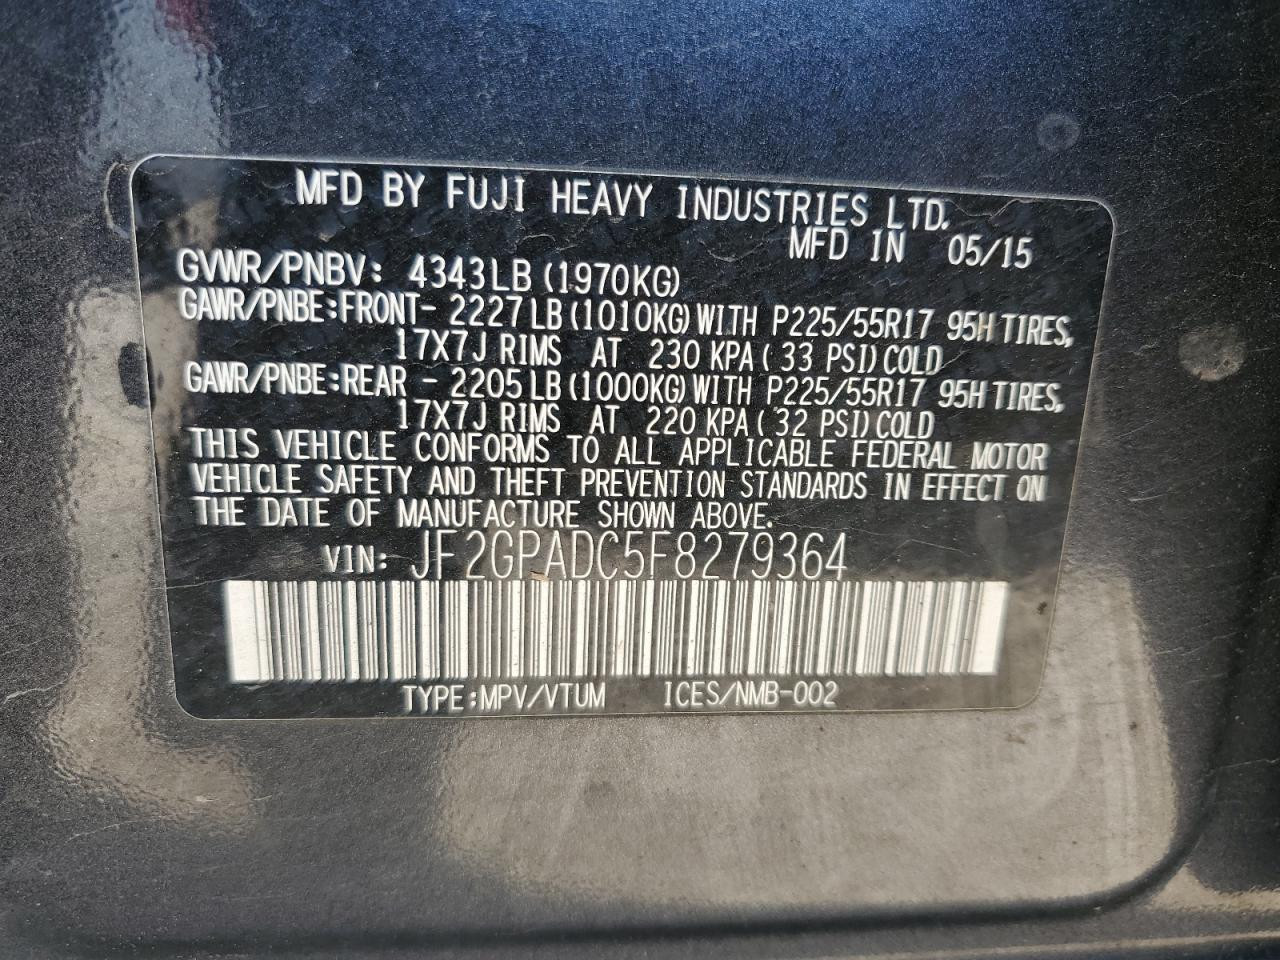 MFD BY FUJI HEAVY INDUSTRIES LTD.
MFD IN 05/15
GVWR/PNBV: 4343LB (1970KG)
GAWR/PNBE:FRONT- 2227LB(1010KG)WITH P225/55R17 95H TIRES,
17X7J RIMS AT 230 KPA( 33 PSI)COLD
GAWR/PNBE:REAR - 2205LB(1000KG)WITH P225/55R17 95H TIRES,
17X7J RIMS AT 220 KPA( 32 PSI)COLD
THIS VEHICLE CONFORMS TO ALL APPLICABLE FEDERAL MOTOR
VEHICLE SAFETY AND THEFT PREVENTION STANDARDS IN EFFECT ON
THE DATE OF MANUFACTURE SHOWN ABOVE.
VIN: JF2GPADC5F8279364
TYPE:MPV/VTUM ICES/NMB-002